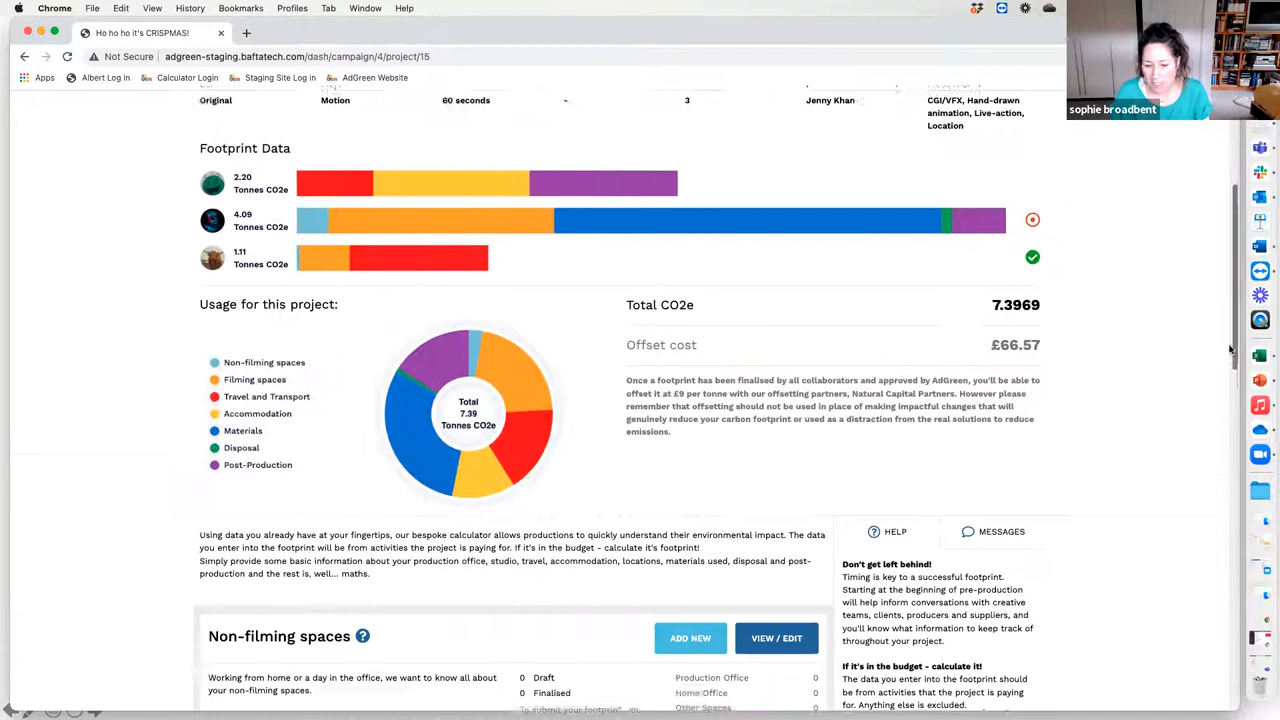 Chrome File Edit View History Bookmarks Profiles Tab Window Help
Ho ho ho it's CRISPMAS!
Not Secure adgreen-staging.baftatech.com/dash/campaign/4/project/15
Apps Albert Log in Calculator Login Staging Site Log in AdGreen Website
sophie broadbent
Original Motion 60 seconds - 3 Jenny Khan CGI/VFX, Hand-drawn
animation, Live-action,
Location
Footprint Data
2.20
Tonnes CO2e
4.09
Tonnes CO2e
1.11
Tonnes CO2e
Usage for this project:
Non-filming spaces
Filming spaces
Travel and Transport
Accommodation
Materials
Disposal
Post-Production
Total
7.39
Tonnes CO2e
Total CO2e 7.3969
Offset cost £66.57
Once a footprint has been finalised by all collaborators and approved by AdGreen, you'll be able to
offset it at £9 per tonne with our offsetting partners, Natural Capital Partners. However please
remember that offsetting should not be used in place of making impactful changes that will
genuinely reduce your carbon footprint or used as a distraction from the real solutions to reduce
emissions.
Using data you already have at your fingertips, our bespoke calculator allows productions to quickly understand their environmental impact. The data
you enter into the footprint will be from activities the project is paying for. If it's in the budget - calculate it's footprint!
Simply provide some basic information about your production office, studio, travel, accommodation, locations, materials used, disposal and post-
production and the rest is, well... maths.
Non-filming spaces
ADD NEW
VIEW / EDIT
Working from home or a day in the office, we want to know all about
your non-filming spaces.
0 Draft
0 Finalised
To submit your footprint
Production Office 0
Home Office 0
Other Spaces 0
HELP
MESSAGES
Don't get left behind!
Timing is key to a successful footprint.
Starting at the beginning of pre-production
will help inform conversations with creative
teams, clients, producers and suppliers, and
you'll know what information to keep track of
throughout your project.
If it's in the budget - calculate it!
The data you enter into the footprint should
be from activities that the project is paying
for. Anything else is excluded.